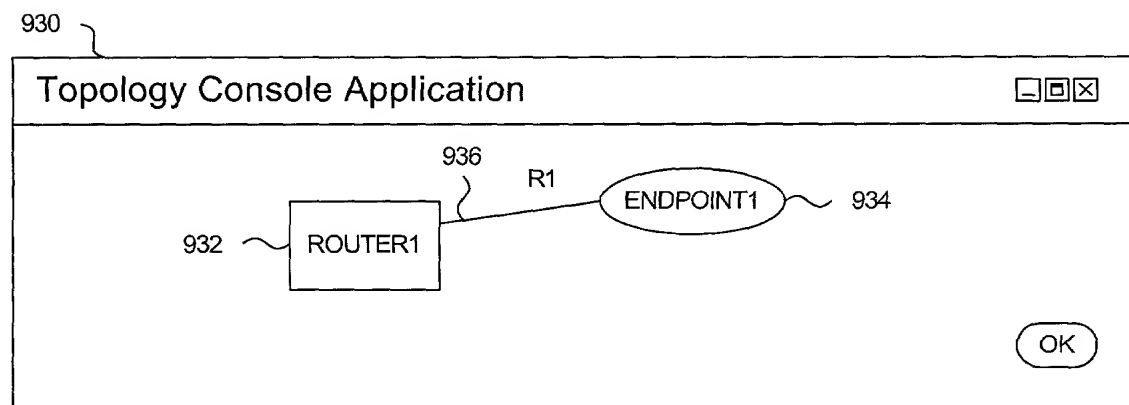 930
Topology Console Application
936
R1
ENDPOINT1
934
932
ROUTER1
OK